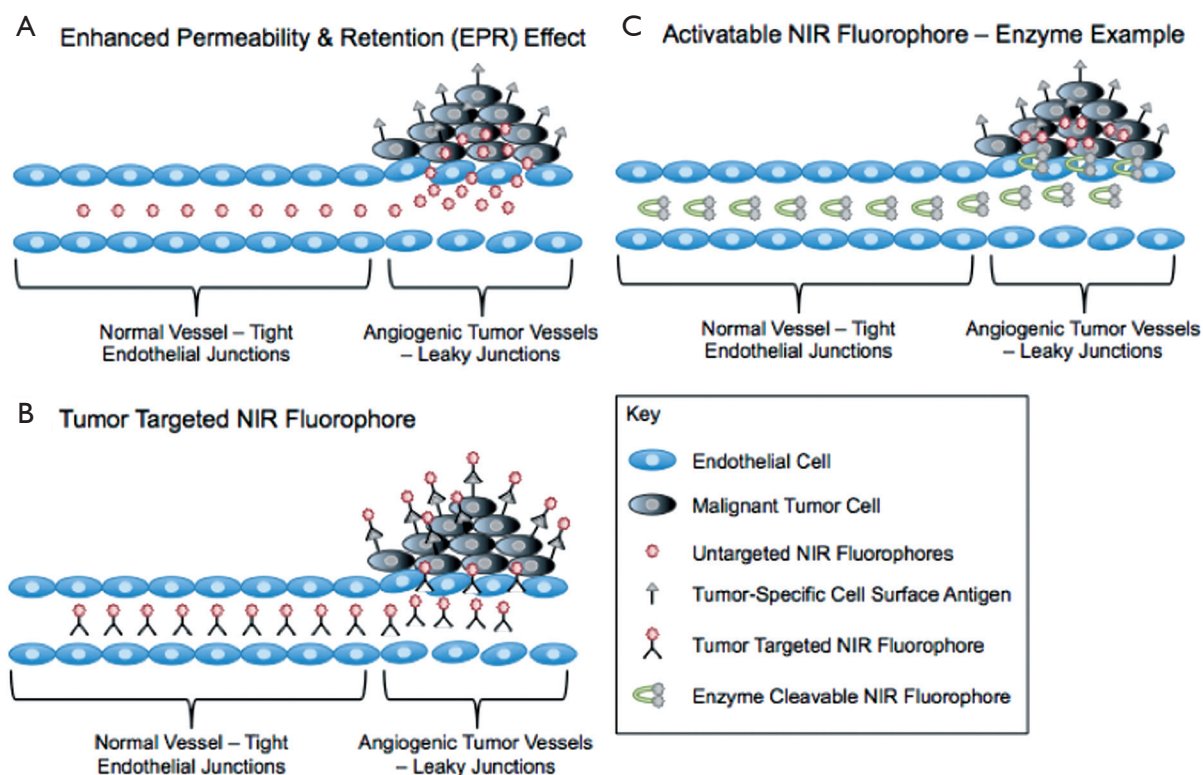 A
Enhanced Permeability & Retention (EPR) Effect
Normal Vessel – Tight
Endothelial Junctions
Angiogenic Tumor Vessels
– Leaky Junctions
C
Activatable NIR Fluorophore – Enzyme Example
Normal Vessel – Tight
Endothelial Junctions
Angiogenic Tumor Vessels
– Leaky Junctions
B
Tumor Targeted NIR Fluorophore
Normal Vessel – Tight
Endothelial Junctions
Angiogenic Tumor Vessels
– Leaky Junctions
Key
Endothelial Cell
Malignant Tumor Cell
Untargeted NIR Fluorophores
Tumor-Specific Cell Surface Antigen
Tumor Targeted NIR Fluorophore
Enzyme Cleavable NIR Fluorophore